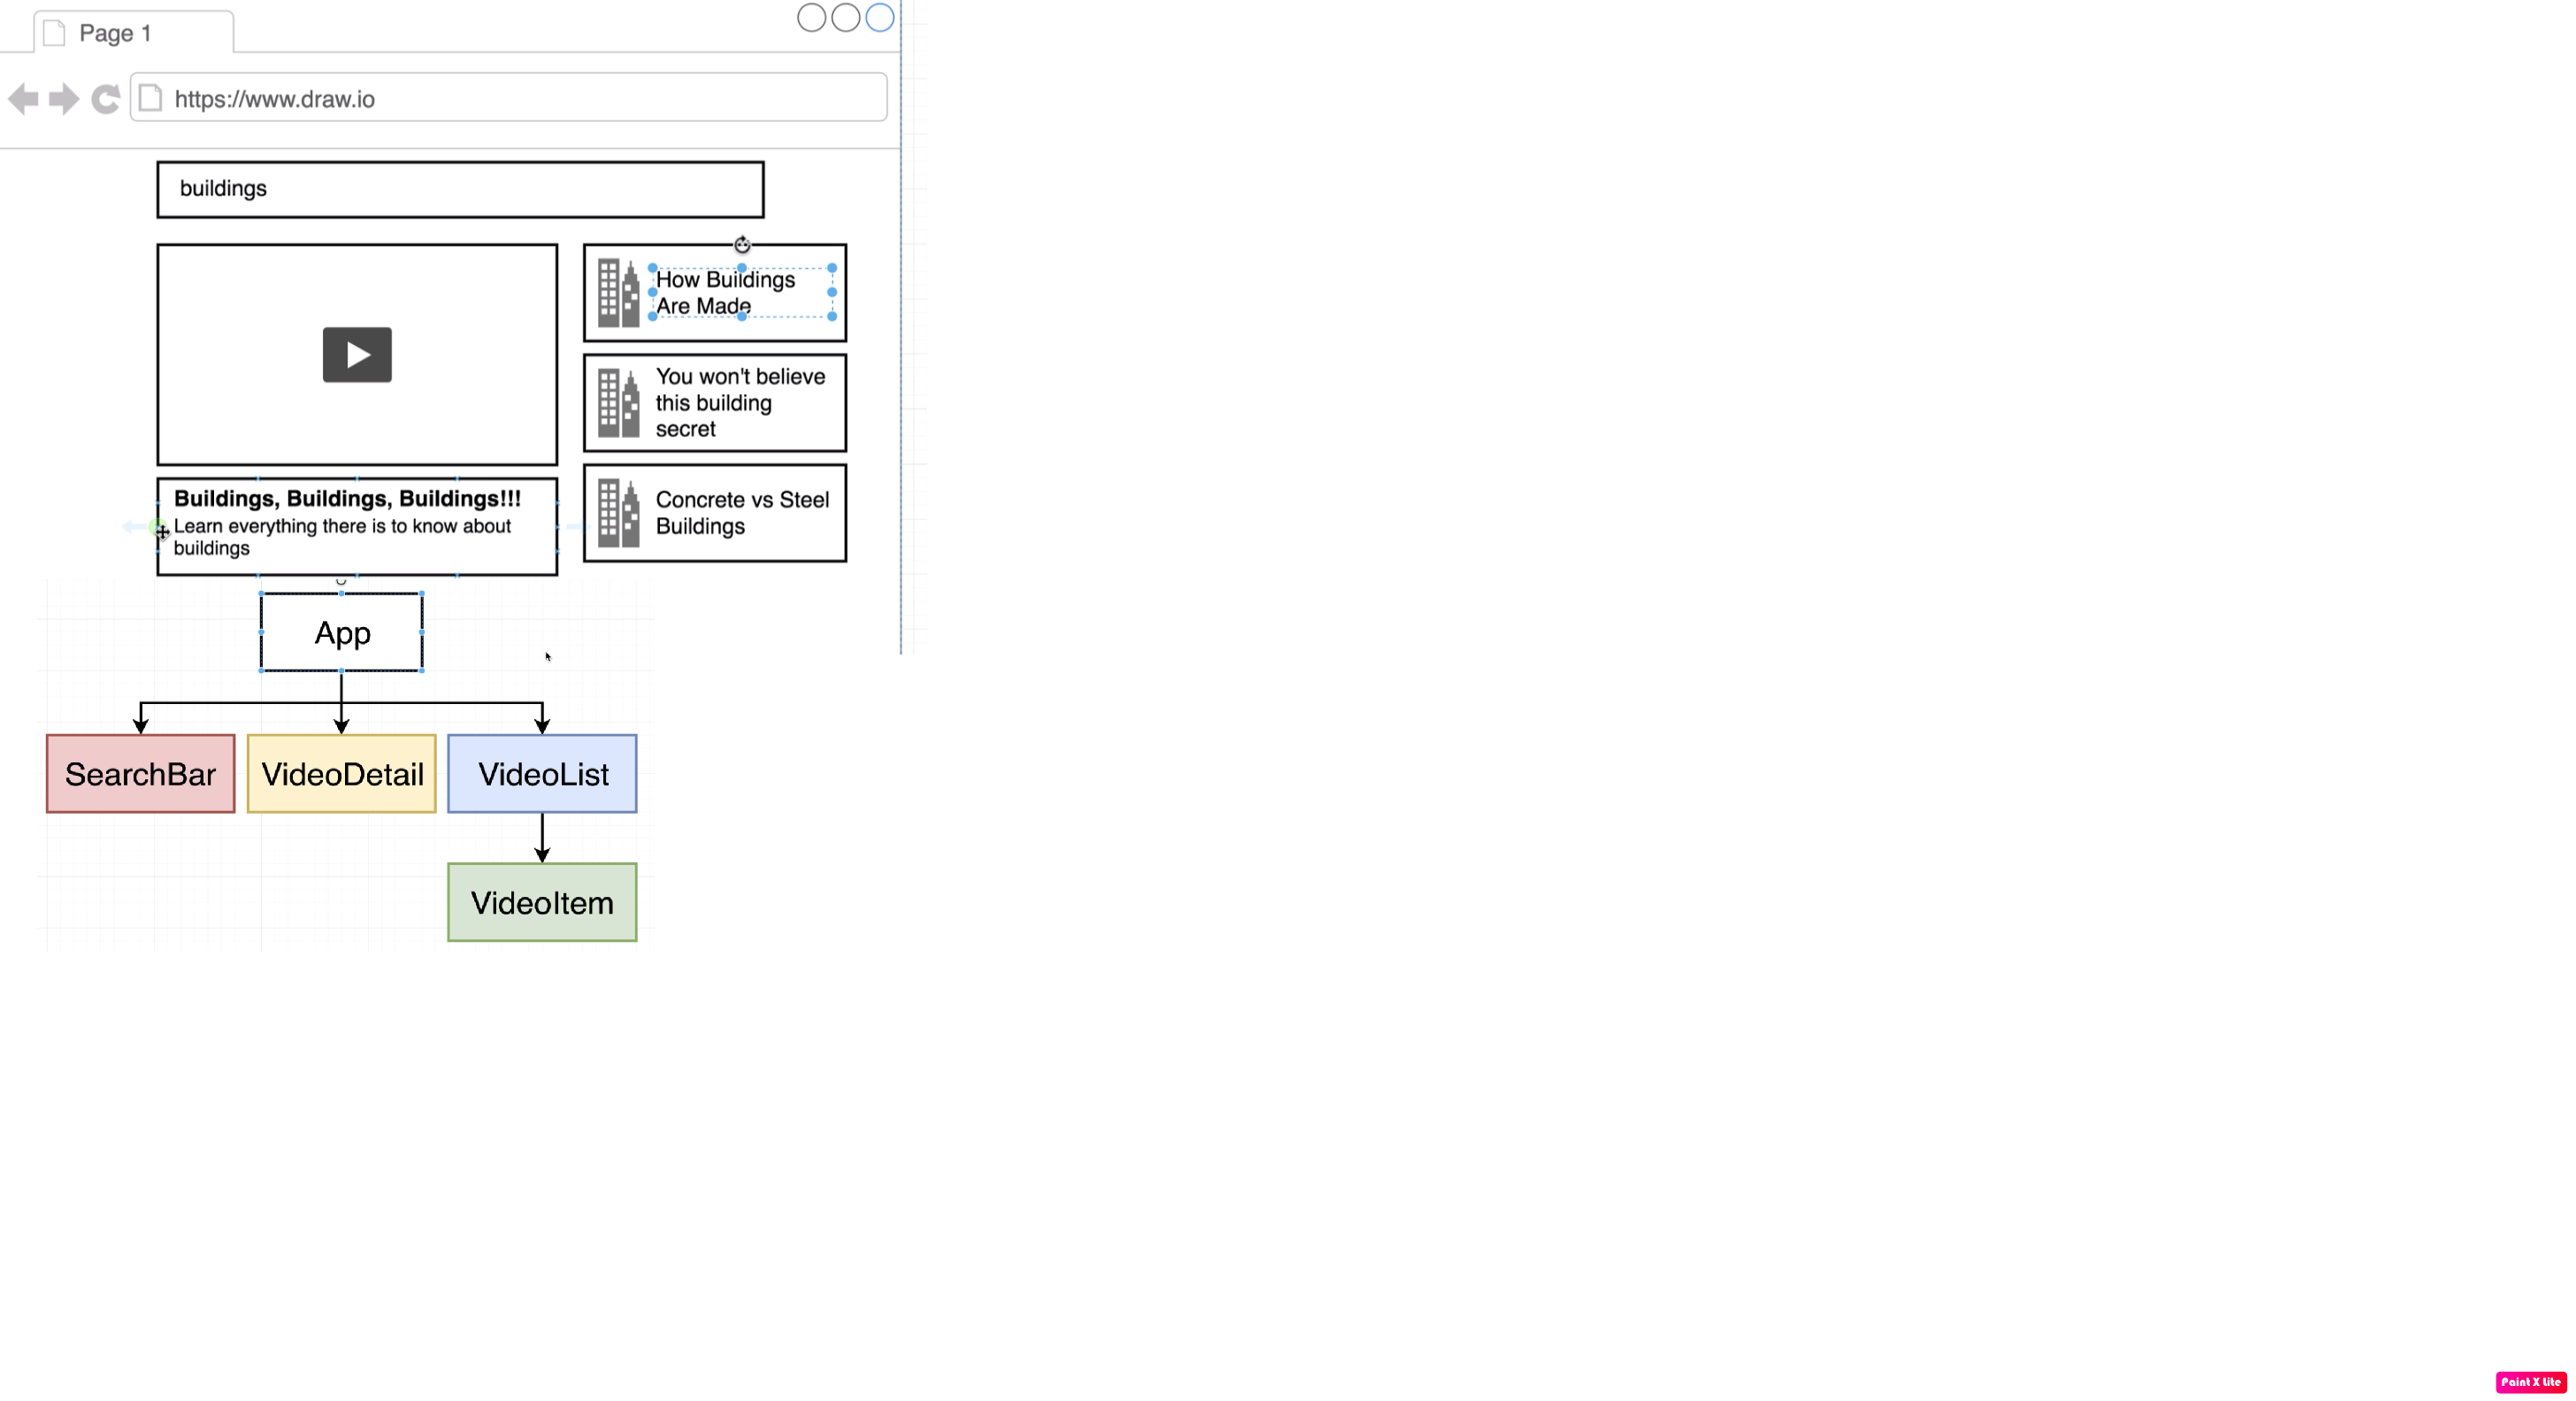 Page 1
https://www.draw.io
buildings
How Buildings
Are Made
You won't believe
this building
secret
Buildings, Buildings, Buildings!!!
Learn everything there is to know about
buildings
Concrete vs Steel
Buildings
App
SearchBar
VideoDetail
VideoList
VideoItem
Paint X Lite